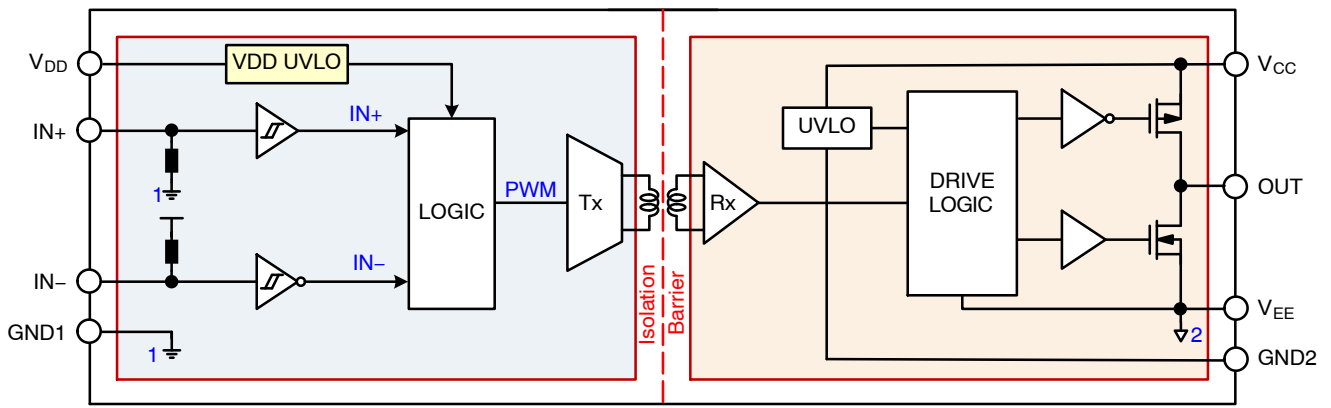 VDD
VDD UVLO
IN+
IN+
1
LOGIC
PWM
Tx
IN−
IN−
GND1
1
Isolation
Barrier
Rx
UVLO
DRIVE
LOGIC
VCC
OUT
VEE
2
GND2